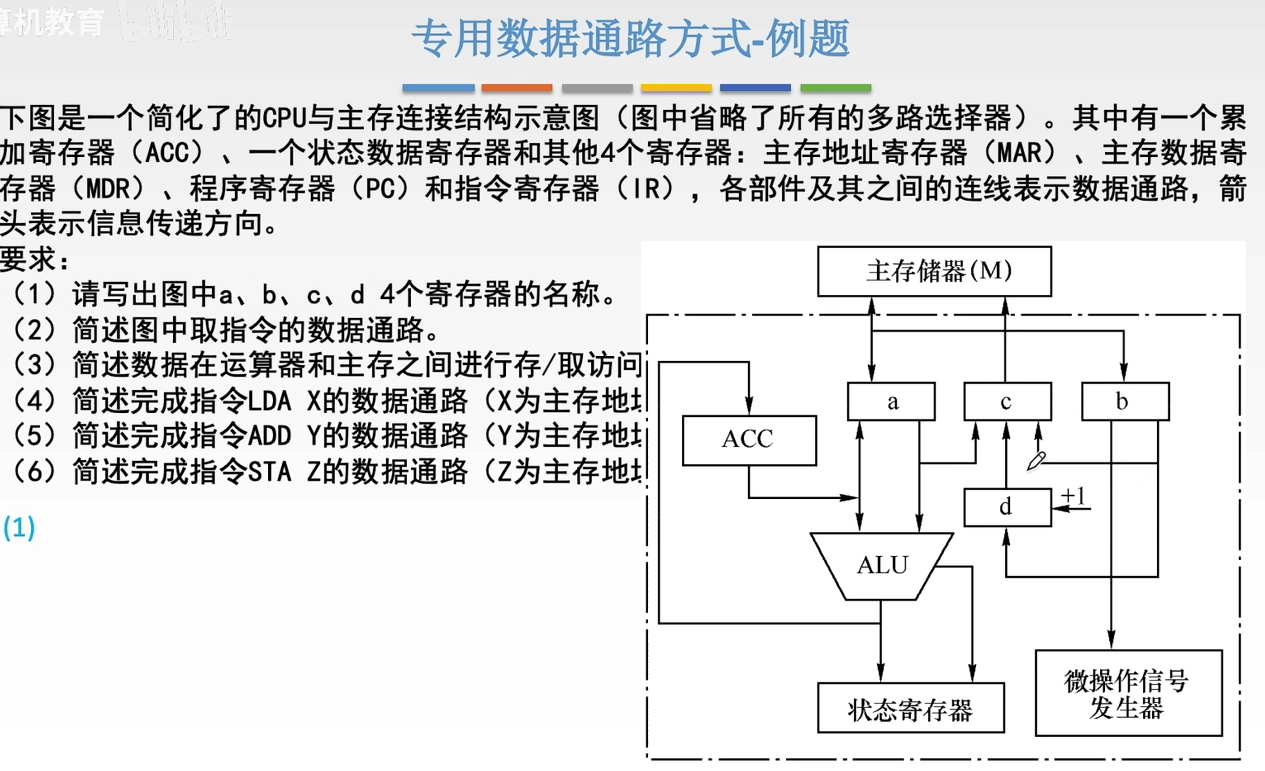 算机教育 bilibili
专用数据通路方式-例题
下图是一个简化了的CPU与主存连接结构示意图（图中省略了所有的多路选择器）。其中有一个累
加寄存器（ACC）、一个状态数据寄存器和其他4个寄存器：主存地址寄存器（MAR）、主存数据寄
存器（MDR）、程序寄存器（PC）和指令寄存器（IR），各部件及其之间的连线表示数据通路，箭
头表示信息传递方向。
要求：
（1）请写出图中a、b、c、d 4个寄存器的名称。
（2）简述图中取指令的数据通路。
（3）简述数据在运算器和主存之间进行存/取访问
（4）简述完成指令LDA X的数据通路（X为主存地
（5）简述完成指令ADD Y的数据通路（Y为主存地
（6）简述完成指令STA Z的数据通路（Z为主存地
(1)
主存储器(M)
a
c
b
ACC
d
+1
ALU
微操作信号
发生器
状态寄存器